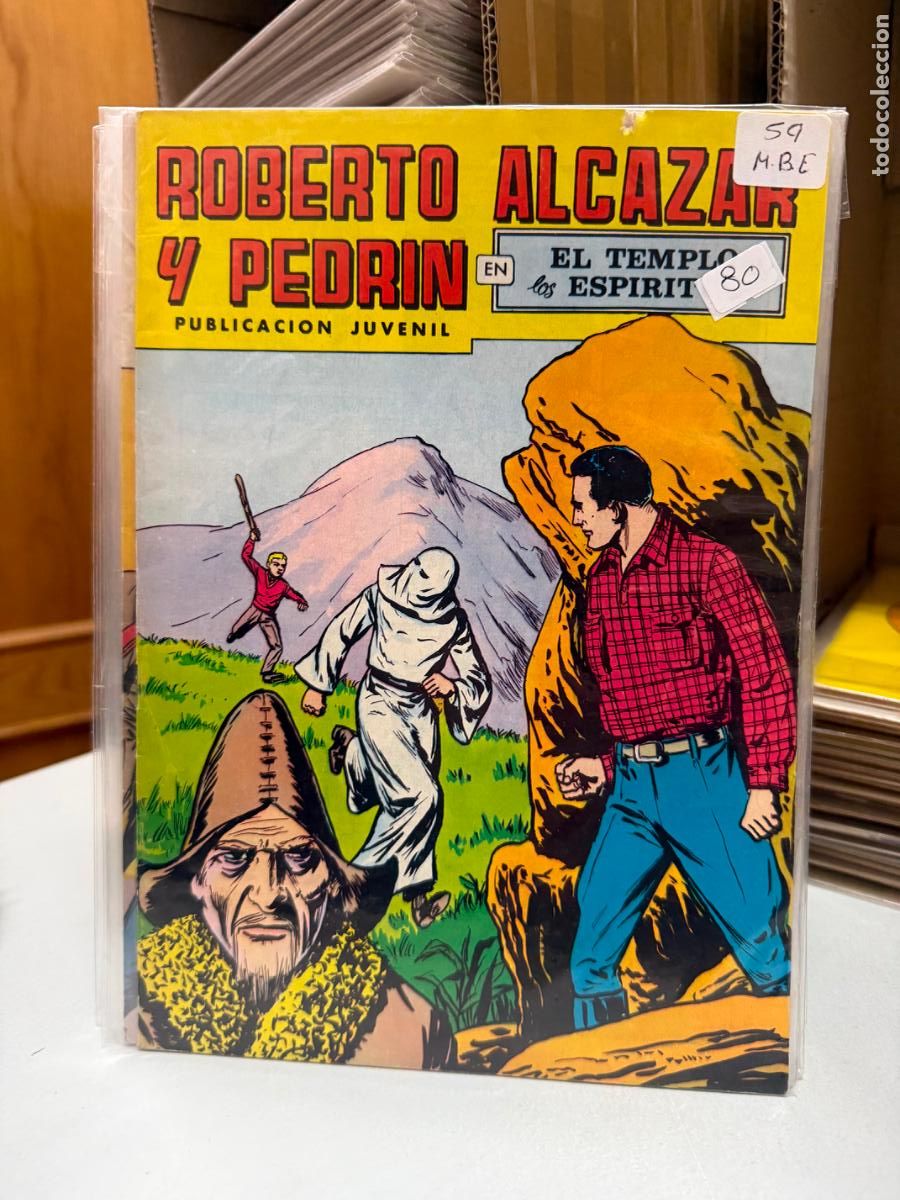 ROBERTO ALCAZAR
Y PEDRIN
EN
EL TEMPLO
los ESPIRIT
PUBLICACION JUVENIL
59
M.B.E
80
todocoleccion